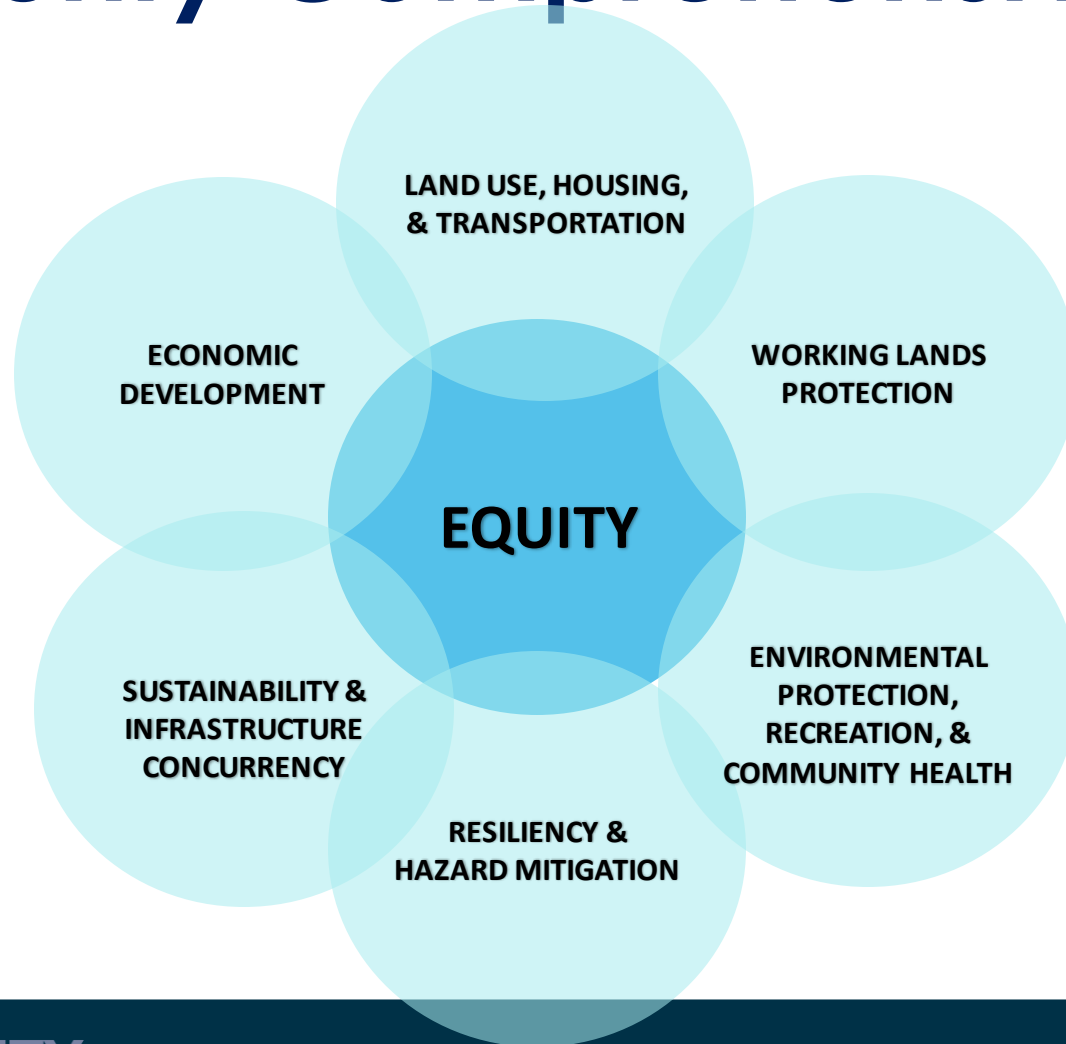 LAND USE, HOUSING,
& TRANSPORTATION
ECONOMIC
DEVELOPMENT
WORKING LANDS
PROTECTION
EQUITY
SUSTAINABILITY &
INFRASTRUCTURE
CONCURRENCY
ENVIRONMENTAL
PROTECTION,
RECREATION, &
COMMUNITY HEALTH
RESILIENCY &
HAZARD MITIGATION